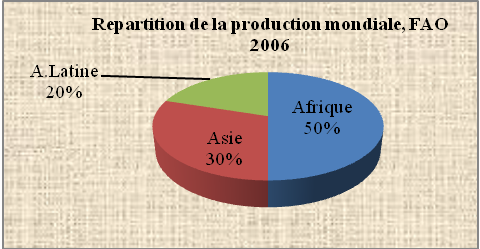 Repartition de la production mondiale, FAO
2006
A.Latine
20%
Afrique
50%
Asie
30%